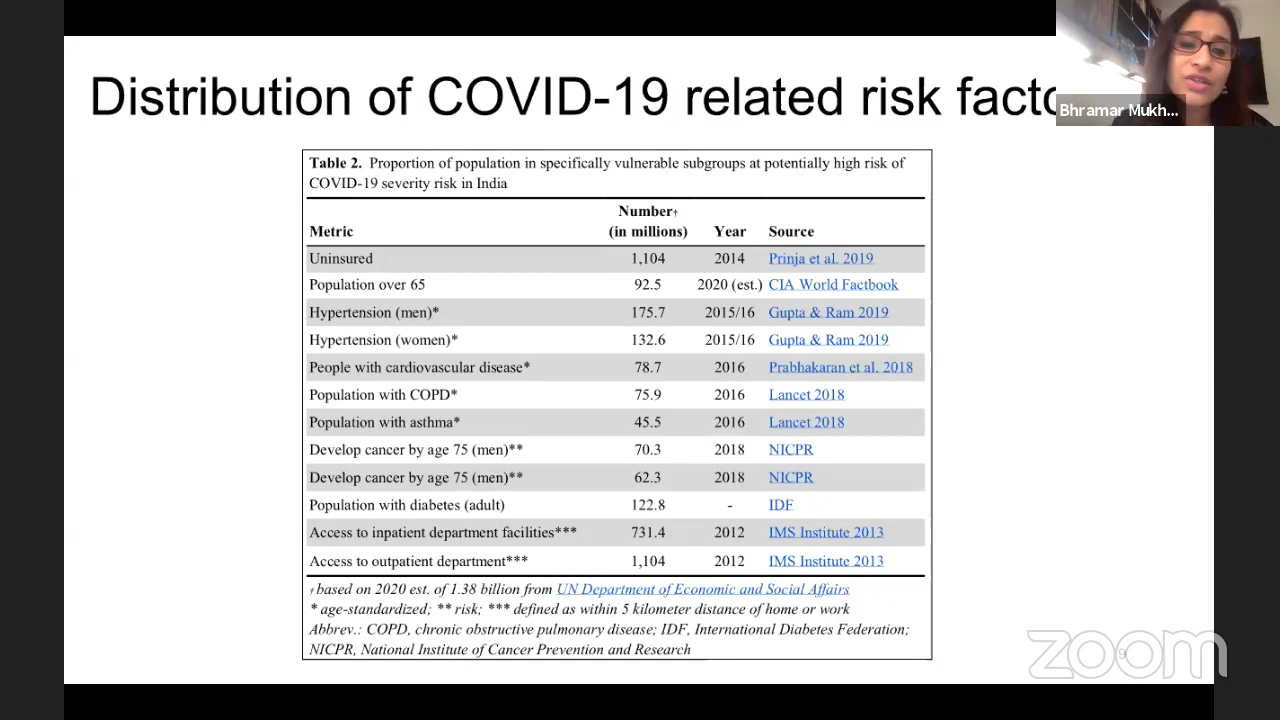 Distribution of COVID-19 related risk facto
Bhramar Mukh...
Table 2. Proportion of population in specifically vulnerable subgroups at potentially high risk of
COVID-19 severity risk in India
Metric Number† (in millions) Year Source
Uninsured 1,104 2014 Prinja et al. 2019
Population over 65 92.5 2020 (est.) CIA World Factbook
Hypertension (men)* 175.7 2015/16 Gupta & Ram 2019
Hypertension (women)* 132.6 2015/16 Gupta & Ram 2019
People with cardiovascular disease* 78.7 2016 Prabhakaran et al. 2018
Population with COPD* 75.9 2016 Lancet 2018
Population with asthma* 45.5 2016 Lancet 2018
Develop cancer by age 75 (men)** 70.3 2018 NICPR
Develop cancer by age 75 (men)** 62.3 2018 NICPR
Population with diabetes (adult) 122.8 - IDF
Access to inpatient department facilities*** 731.4 2012 IMS Institute 2013
Access to outpatient department*** 1,104 2012 IMS Institute 2013
† based on 2020 est. of 1.38 billion from UN Department of Economic and Social Affairs
* age-standardized; ** risk; *** defined as within 5 kilometer distance of home or work
Abbrev.: COPD, chronic obstructive pulmonary disease; IDF, International Diabetes Federation;
NICPR, National Institute of Cancer Prevention and Research
zoom
9